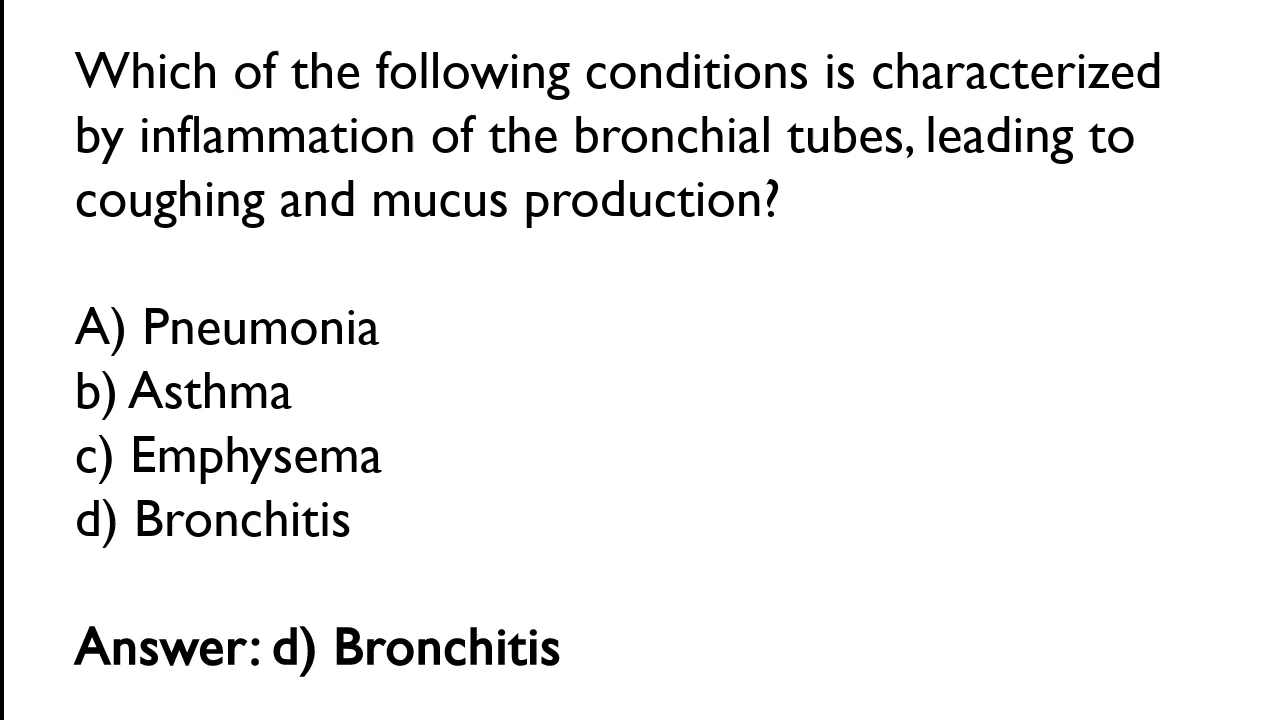 Which of the following conditions is characterized
by inflammation of the bronchial tubes, leading to
coughing and mucus production?
A) Pneumonia
b) Asthma
c) Emphysema
d) Bronchitis
Answer: d) Bronchitis